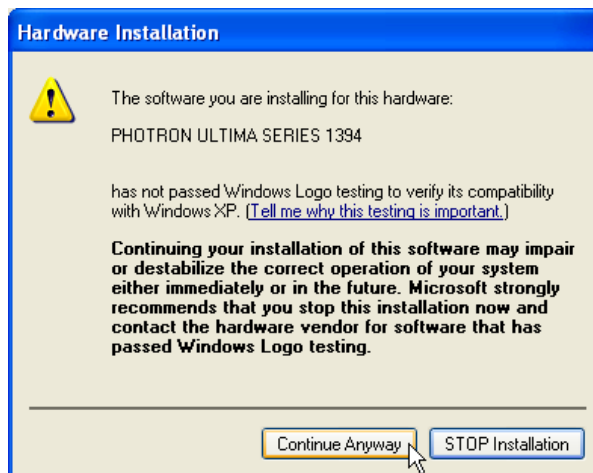 Hardware Installation
The software you are installing for this hardware:
PHOTRON ULTIMA SERIES 1394
has not passed Windows Logo testing to verify its compatibility
with Windows XP. (Tell me why this testing is important.)
Continuing your installation of this software may impair
or destabilize the correct operation of your system
either immediately or in the future. Microsoft strongly
recommends that you stop this installation now and
contact the hardware vendor for software that has
passed Windows Logo testing.
Continue Anyway STOP Installation